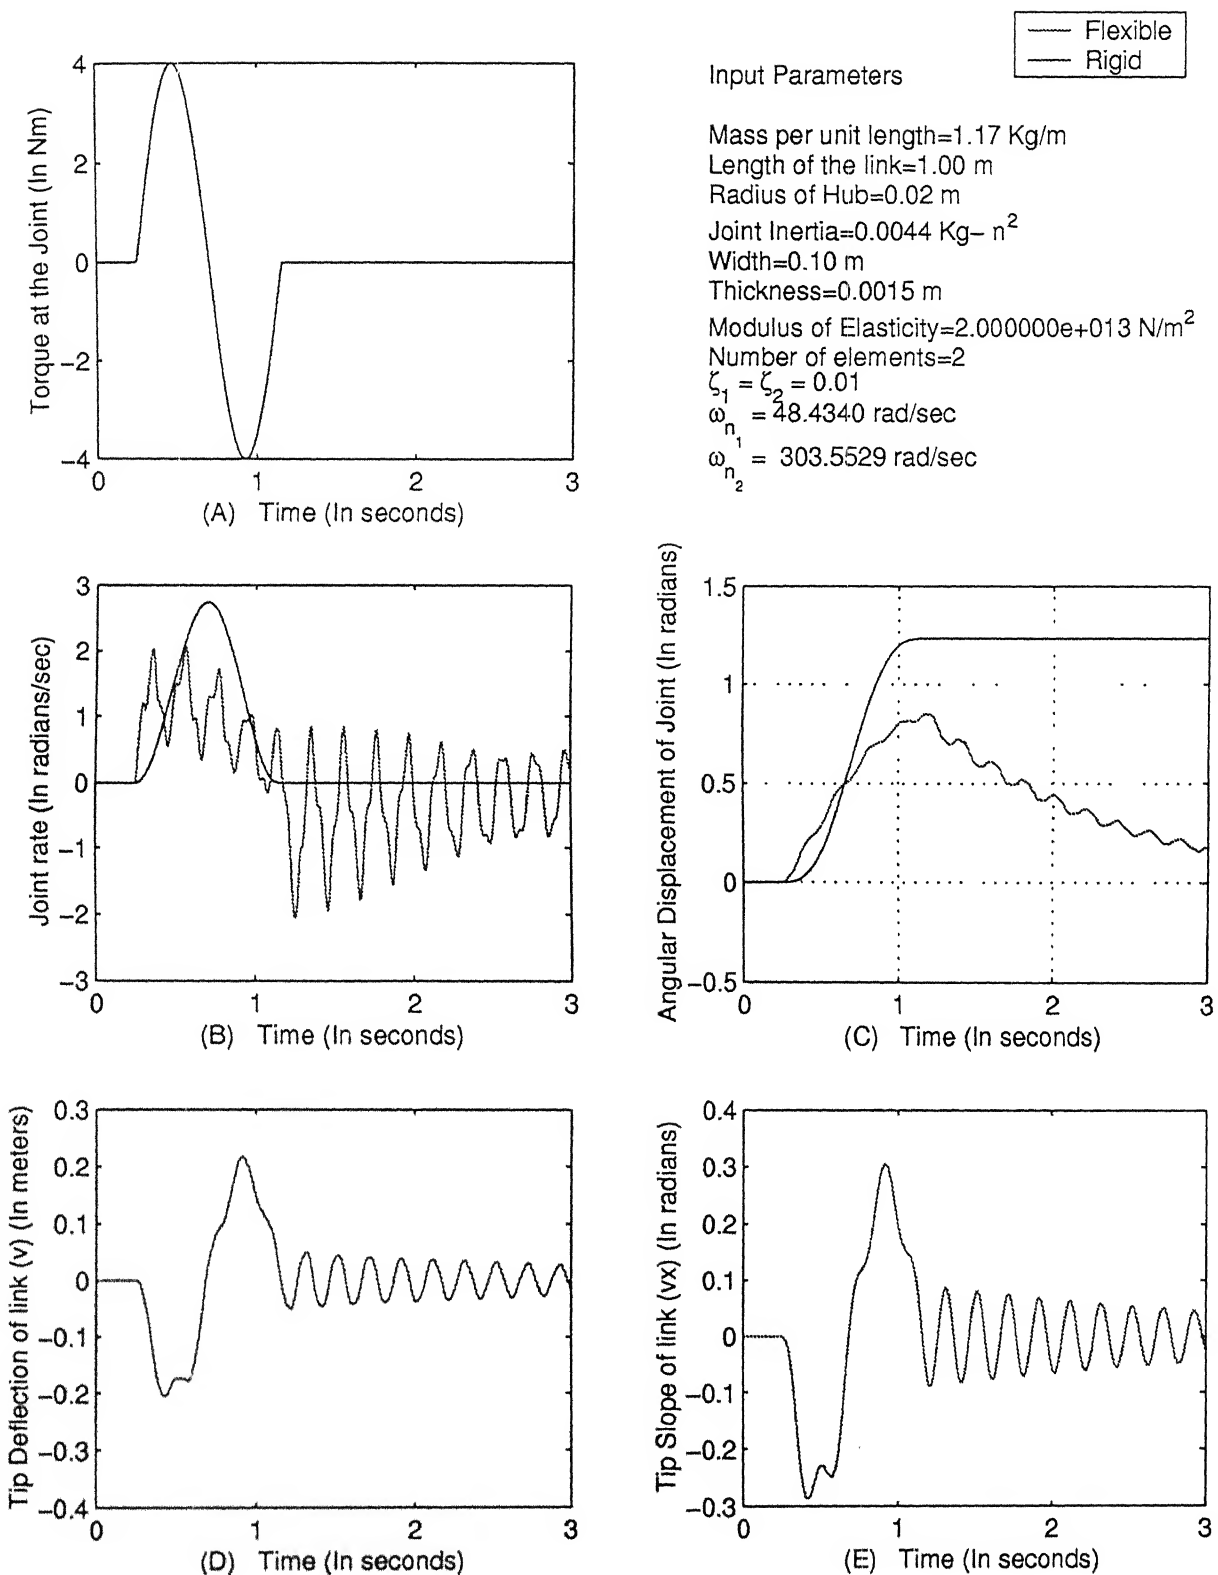 Flexible
Rigid
Input Parameters
Mass per unit length=1.17 Kg/m
Length of the link=1.00 m
Radius of Hub=0.02 m
Joint Inertia=0.0044 Kg– n²
Width=0.10 m
Thickness=0.0015 m
Modulus of Elasticity=2.000000e+013 N/m²
Number of elements=2
ζ₁ = ζ₂ = 0.01
ωₙ₁ = 48.4340 rad/sec
ωₙ₂ = 303.5529 rad/sec
Torque at the Joint (In Nm)
4
2
0
−2
−4
0 1 2 3
(A) Time (In seconds)
Joint rate (In radians/sec)
3
2
1
0
−1
−2
−3
0 1 2 3
(B) Time (In seconds)
Angular Displacement of Joint (In radians)
1.5
1
0.5
0
−0.5
0 1 2 3
(C) Time (In seconds)
Tip Deflection of link (v) (In meters)
0.3
0.2
0.1
0
−0.1
−0.2
−0.3
−0.4
0 1 2 3
(D) Time (In seconds)
Tip Slope of link (vx) (In radians)
0.4
0.3
0.2
0.1
0
−0.1
−0.2
−0.3
0 1 2 3
(E) Time (In seconds)